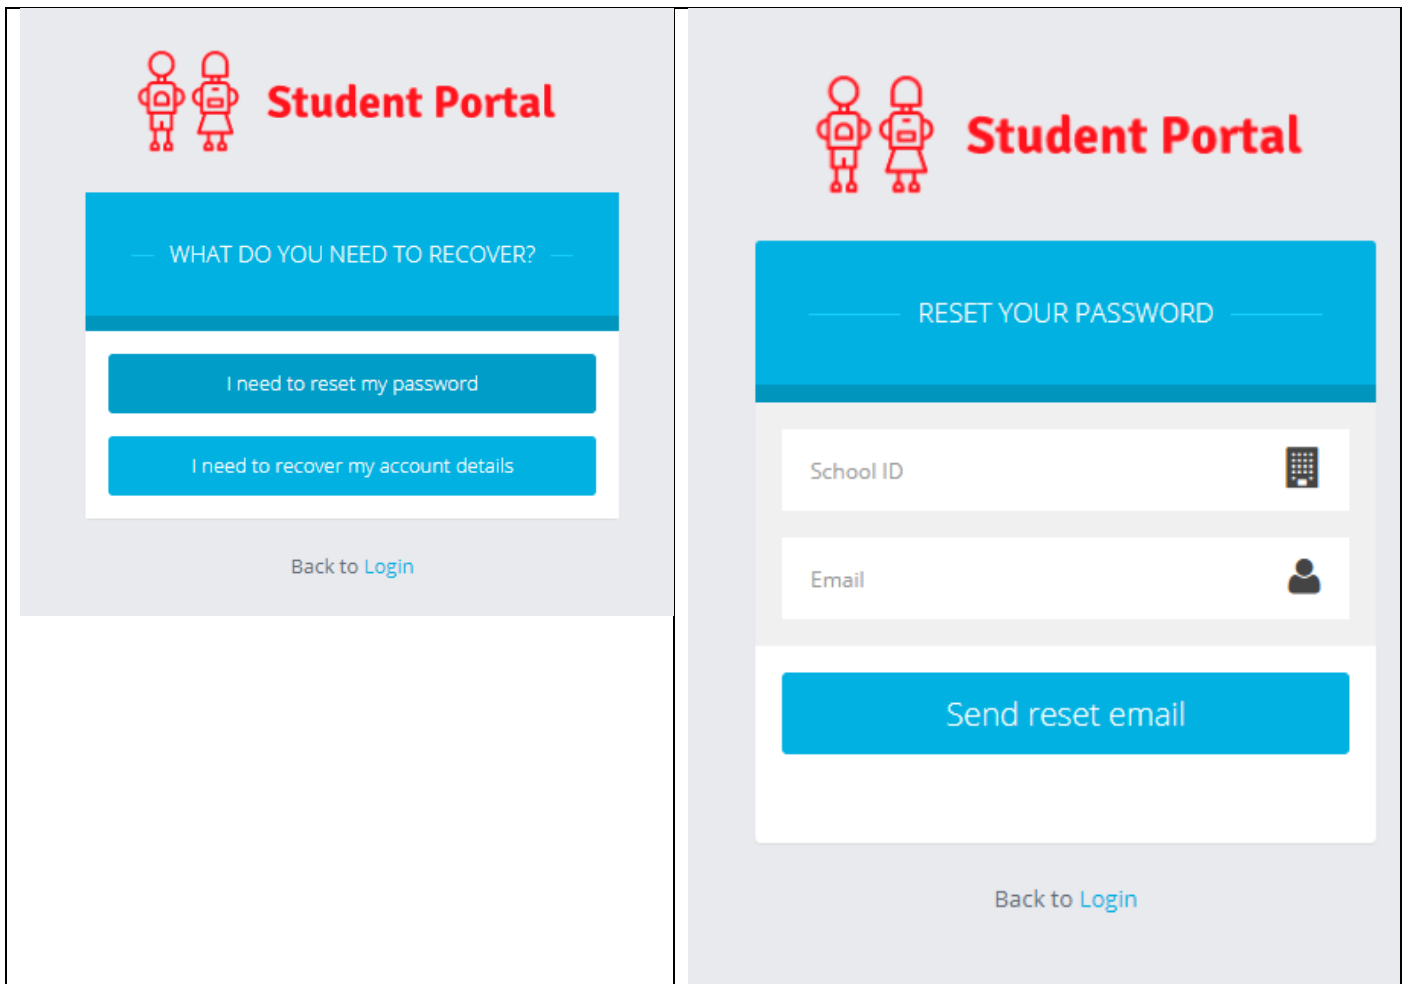 Student Portal
WHAT DO YOU NEED TO RECOVER?
I need to reset my password
I need to recover my account details
Back to Login
Student Portal
RESET YOUR PASSWORD
School ID
Email
Send reset email
Back to Login